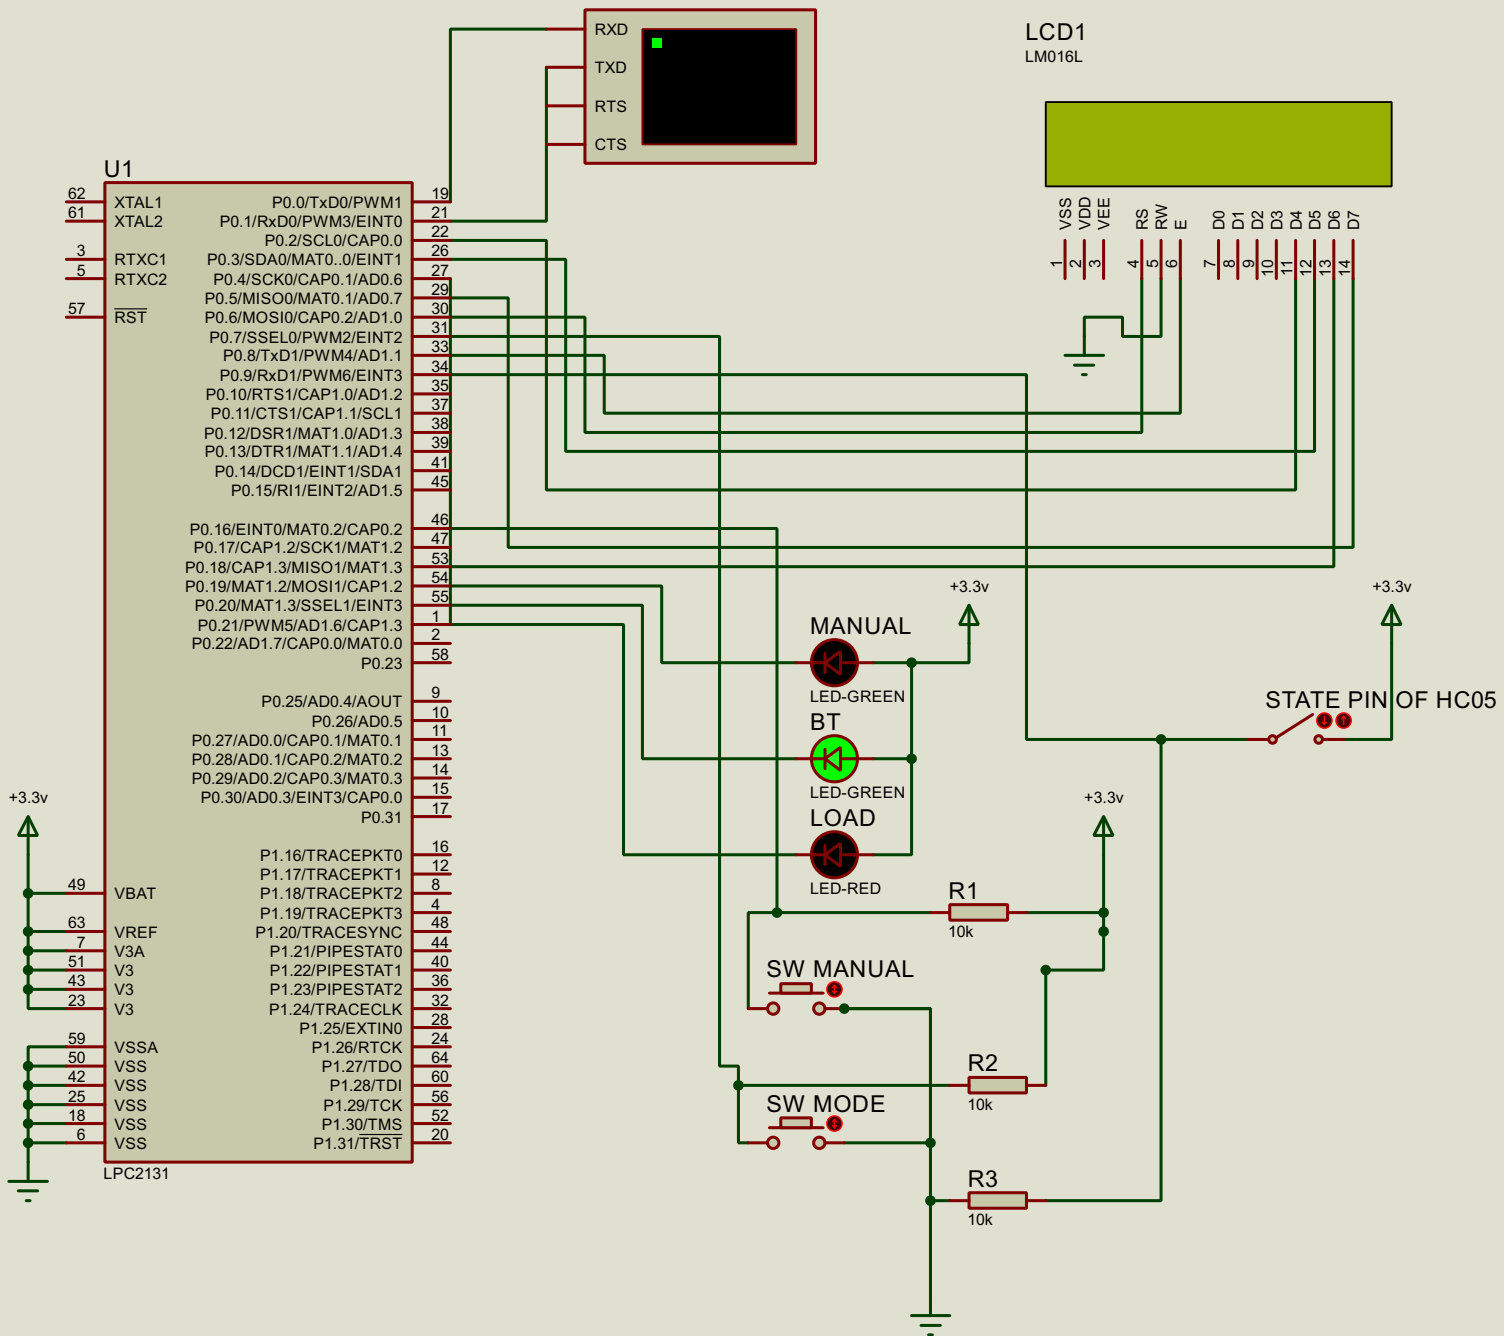 RXD
TXD
RTS
CTS
LCD1
LM016L
VSS
VDD
VEE
RS
RW
E
D0
D1
D2
D3
D4
D5
D6
D7
1
2
3
4
5
6
7
8
9
10
11
12
13
14
U1
62 XTAL1
61 XTAL2
3 RTXC1
5 RTXC2
57 RST
P0.0/TxD0/PWM1 19
P0.1/RxD0/PWM3/EINT0 21
P0.2/SCL0/CAP0.0 22
P0.3/SDA0/MAT0..0/EINT1 26
P0.4/SCK0/CAP0.1/AD0.6 27
P0.5/MISO0/MAT0.1/AD0.7 29
P0.6/MOSI0/CAP0.2/AD1.0 30
P0.7/SSEL0/PWM2/EINT2 31
P0.8/TxD1/PWM4/AD1.1 33
P0.9/RxD1/PWM6/EINT3 34
P0.10/RTS1/CAP1.0/AD1.2 35
P0.11/CTS1/CAP1.1/SCL1 37
P0.12/DSR1/MAT1.0/AD1.3 38
P0.13/DTR1/MAT1.1/AD1.4 39
P0.14/DCD1/EINT1/SDA1 41
P0.15/RI1/EINT2/AD1.5 45
P0.16/EINT0/MAT0.2/CAP0.2 46
P0.17/CAP1.2/SCK1/MAT1.2 47
P0.18/CAP1.3/MISO1/MAT1.3 53
P0.19/MAT1.2/MOSI1/CAP1.2 54
P0.20/MAT1.3/SSEL1/EINT3 55
P0.21/PWM5/AD1.6/CAP1.3 1
P0.22/AD1.7/CAP0.0/MAT0.0 2
P0.23 58
P0.25/AD0.4/AOUT 9
P0.26/AD0.5 10
P0.27/AD0.0/CAP0.1/MAT0.1 11
P0.28/AD0.1/CAP0.2/MAT0.2 13
P0.29/AD0.2/CAP0.3/MAT0.3 14
P0.30/AD0.3/EINT3/CAP0.0 15
P0.31 17
P1.16/TRACEPKT0 16
P1.17/TRACEPKT1 12
P1.18/TRACEPKT2 8
P1.19/TRACEPKT3 4
P1.20/TRACESYNC 48
P1.21/PIPESTAT0 44
P1.22/PIPESTAT1 40
P1.23/PIPESTAT2 36
P1.24/TRACECLK 32
P1.25/EXTIN0 28
P1.26/RTCK 24
P1.27/TDO 64
P1.28/TDI 60
P1.29/TCK 56
P1.30/TMS 52
P1.31/TRST 20
+3.3v
49 VBAT
63 VREF
7 V3A
51 V3
43 V3
23 V3
59 VSSA
50 VSS
42 VSS
25 VSS
18 VSS
6 VSS
LPC2131
MANUAL
LED-GREEN
BT
LED-GREEN
LOAD
LED-RED
+3.3v
+3.3v
STATE PIN OF HC05
+3.3v
R1
10k
SW MANUAL
R2
10k
SW MODE
R3
10k